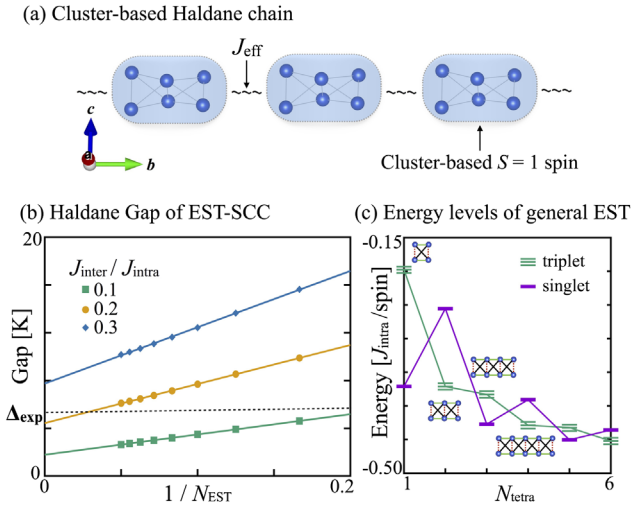 (a) Cluster-based Haldane chain
J_eff
c
a
b
Cluster-based S = 1 spin
(b) Haldane Gap of EST-SCC
20
J_inter / J_intra
0.1
0.2
0.3
Gap [K]
Δ_exp
0
0
0.1
0.2
1 / N_EST
(c) Energy levels of general EST
-0.15
triplet
singlet
Energy [J_intra/spin]
-0.50
1
6
N_tetra